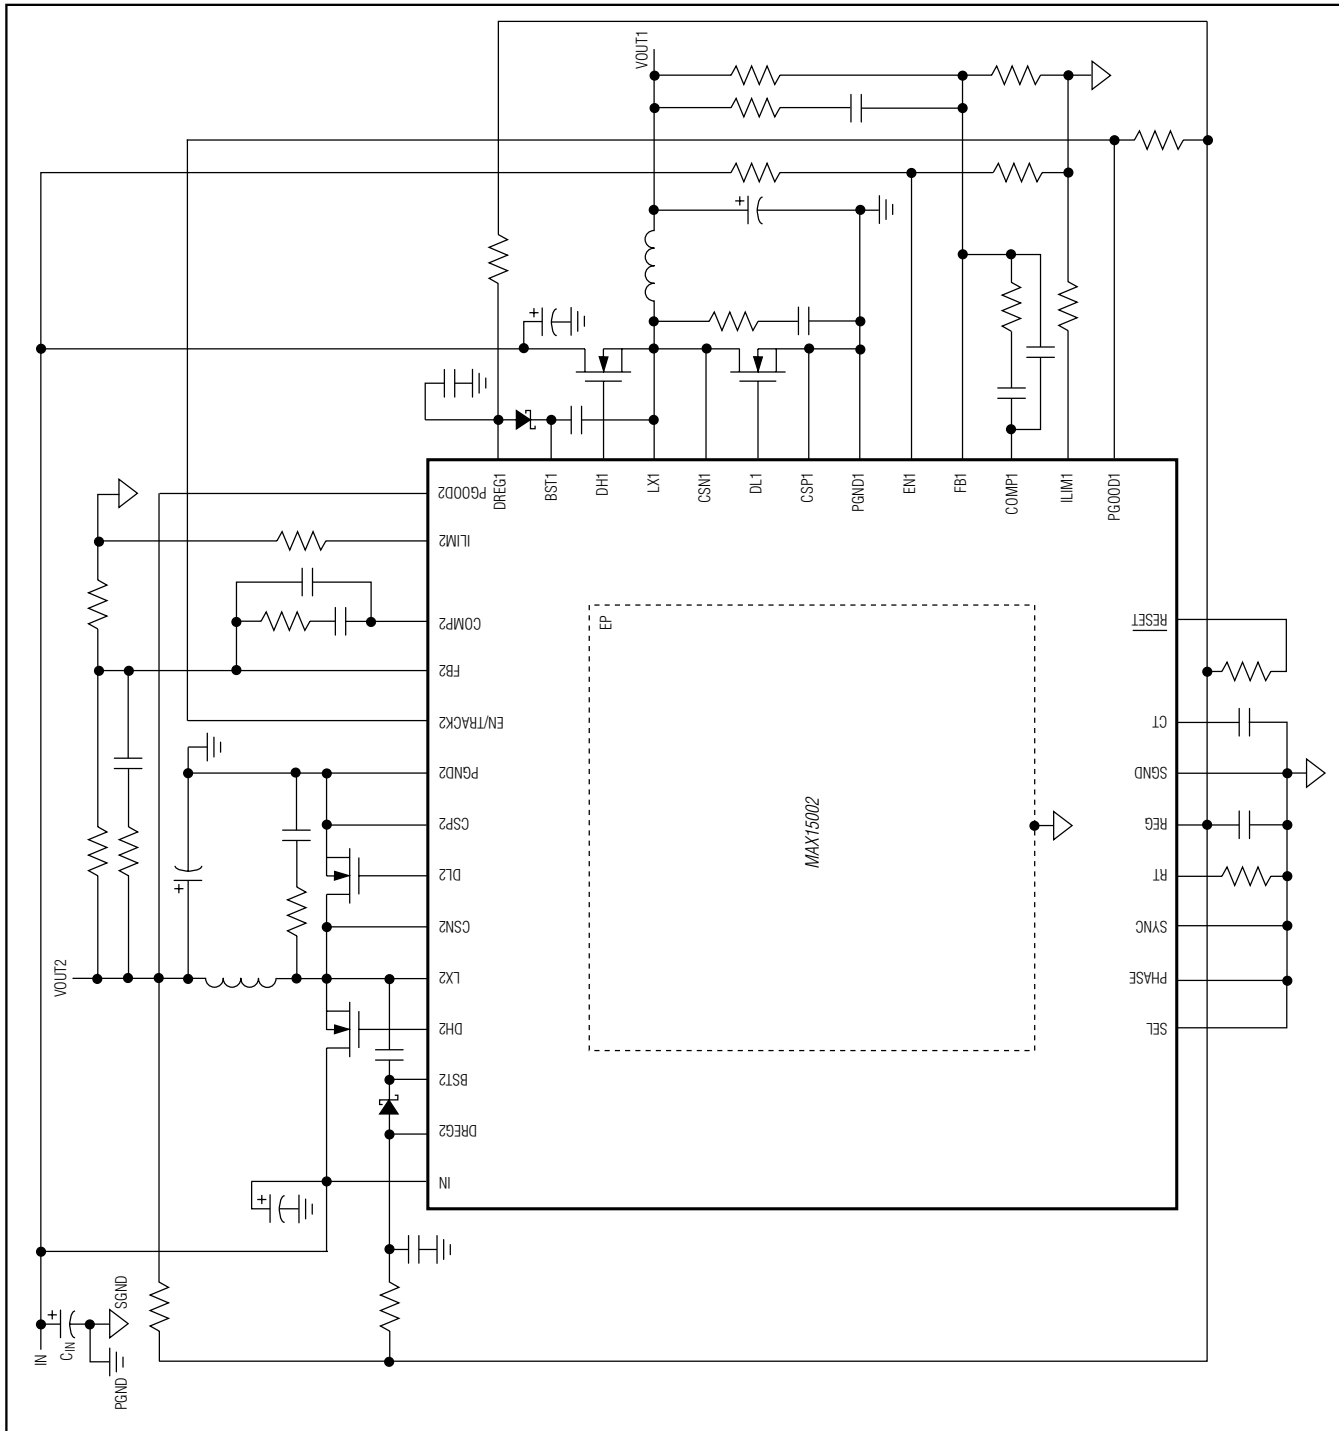 VOUT1
DREG1
BST1
DH1
LX1
CSN1
DL1
CSP1
PGND1
EN1
FB1
COMP1
ILIM1
PGOOD1
PGOOD2
ILIM2
COMP2
FB2
EN/TRACK2
PGND2
CSP2
DL2
CSN2
LX2
DH2
BST2
DREG2
IN
EP
MAX15002
RESET
CT
SGND
REG
RT
SYNC
PHASE
SEL
VOUT2
+
+
+
+
+
IN
CIN
SGND
PGND